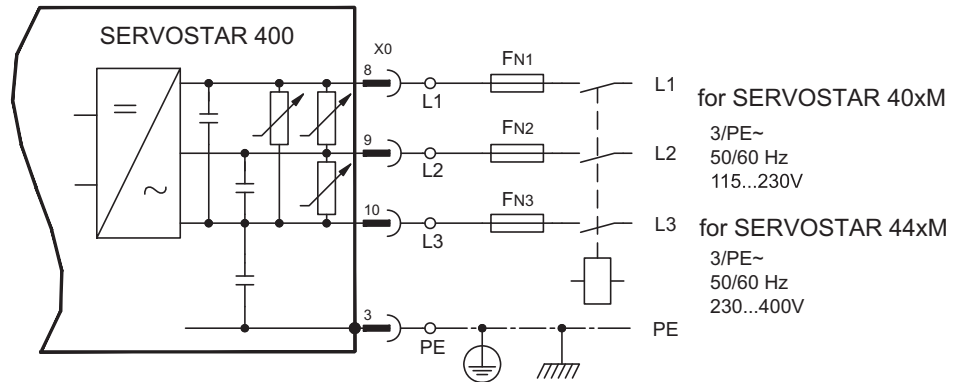 SERVOSTAR 400
X0
8
L1
FN1
L1
9
L2
FN2
L2
10
L3
FN3
L3
3
PE
PE
for SERVOSTAR 40xM
3/PE~
50/60 Hz
115...230V
for SERVOSTAR 44xM
3/PE~
50/60 Hz
230...400V